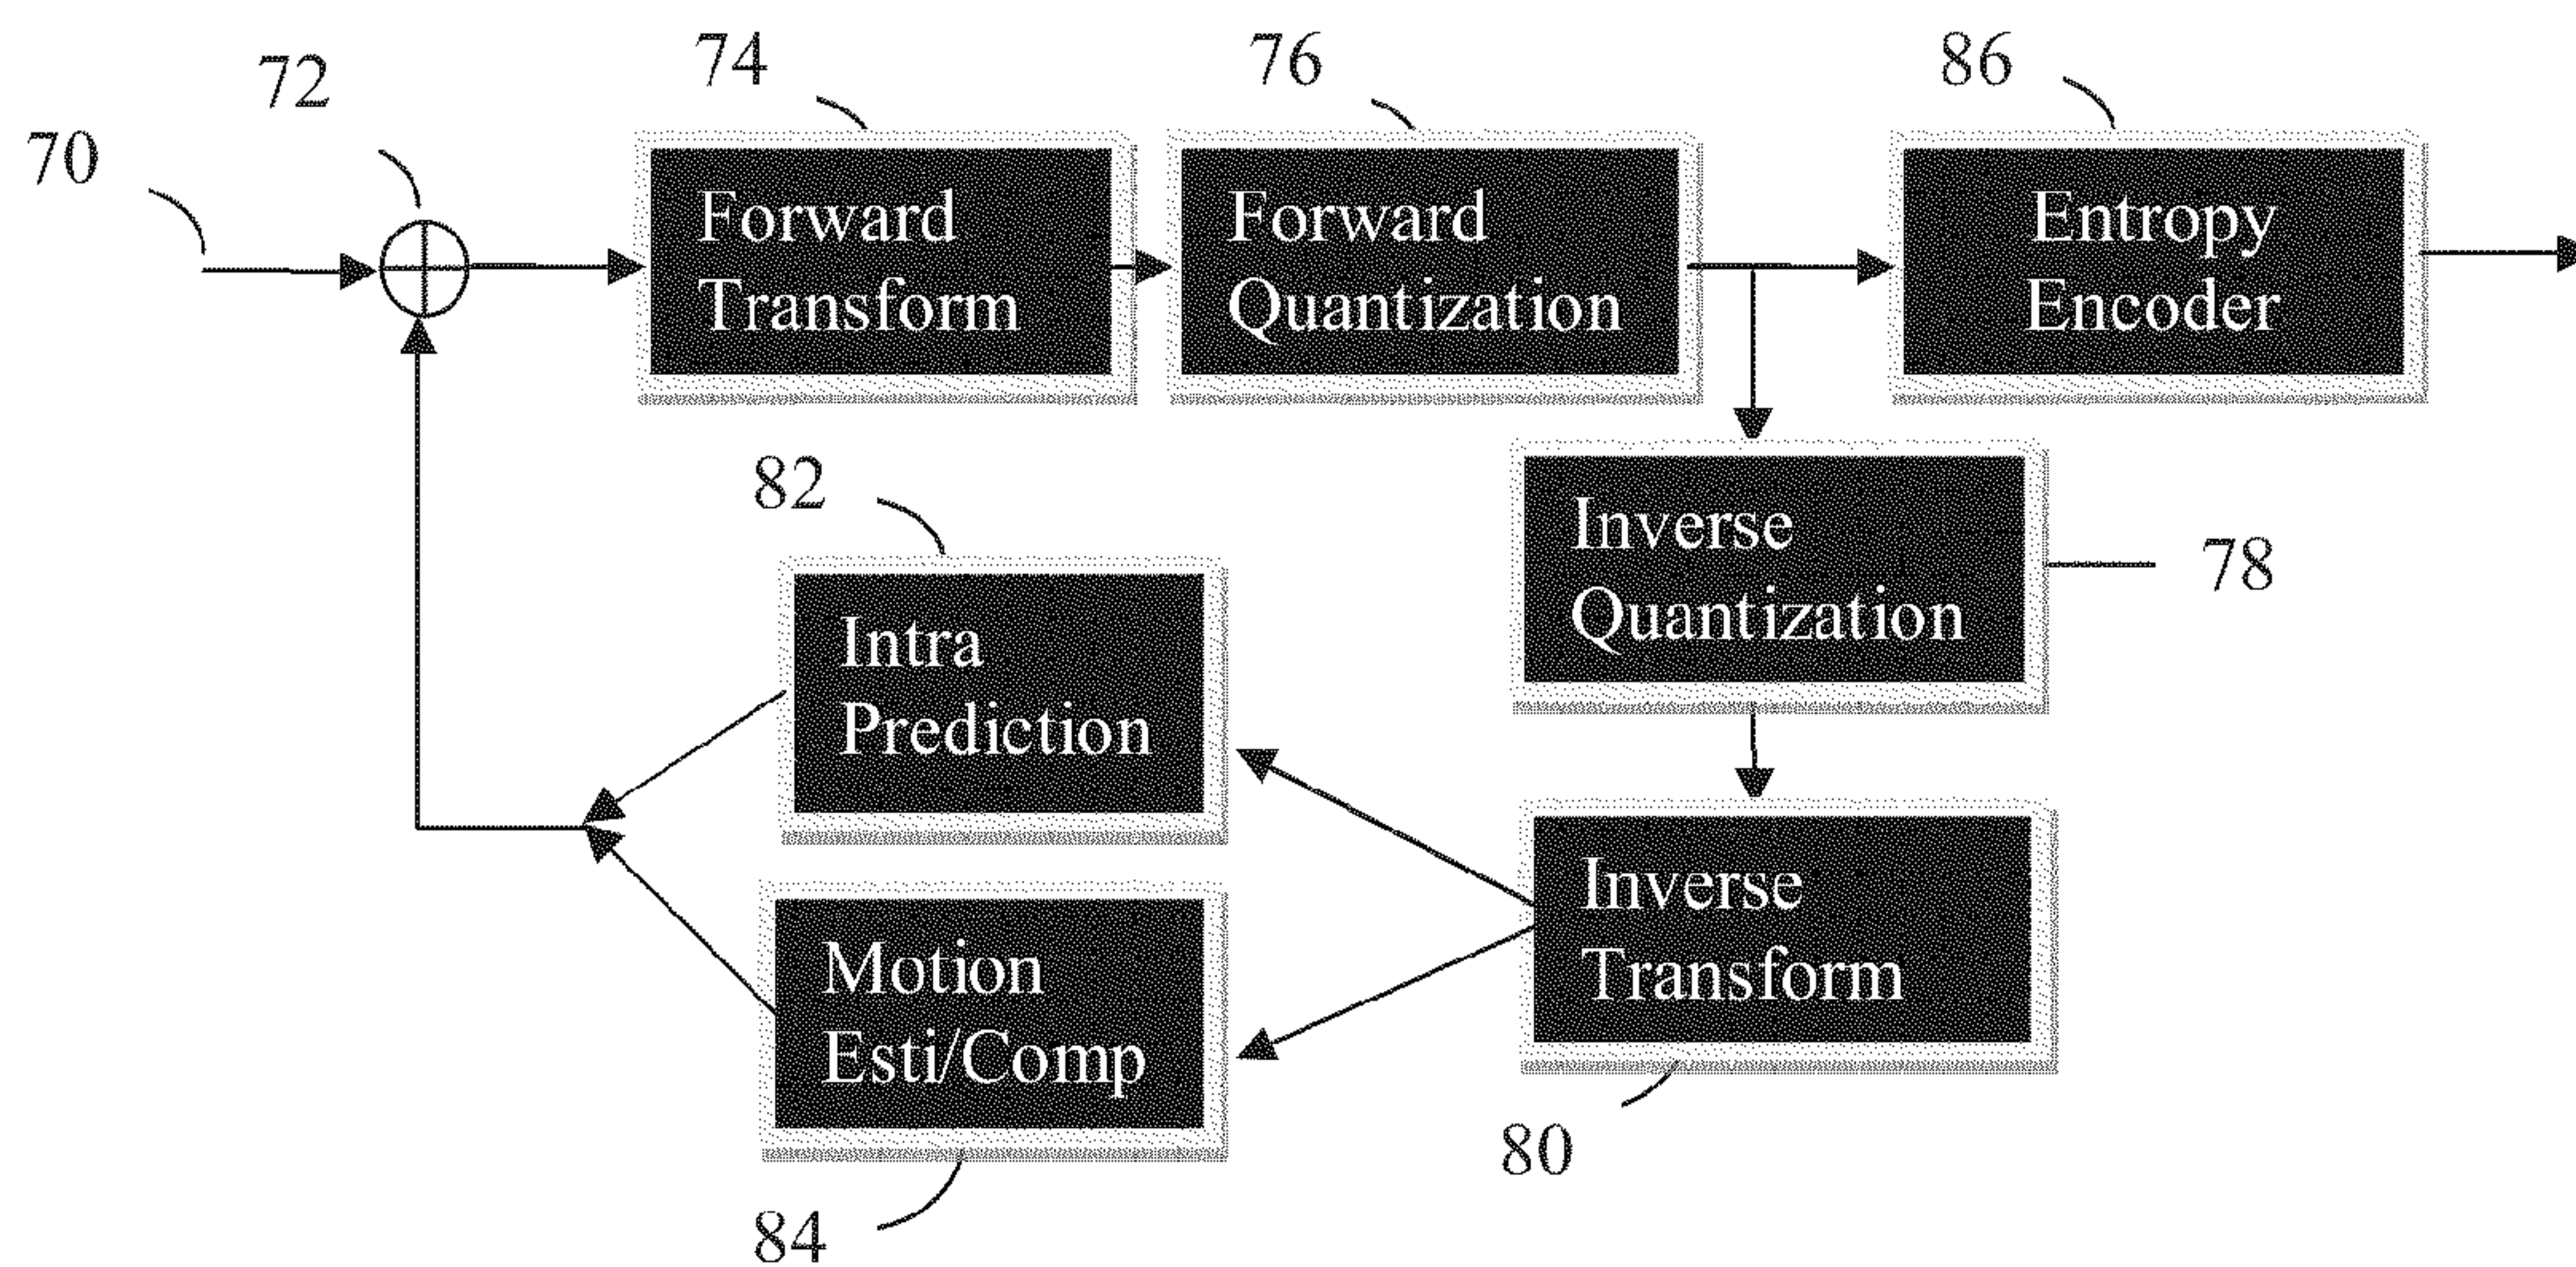 70
72
74
76
86
Forward
Transform
Forward
Quantization
Entropy
Encoder
82
Inverse
Quantization
78
Intra
Prediction
Inverse
Transform
Motion
Esti/Comp
80
84